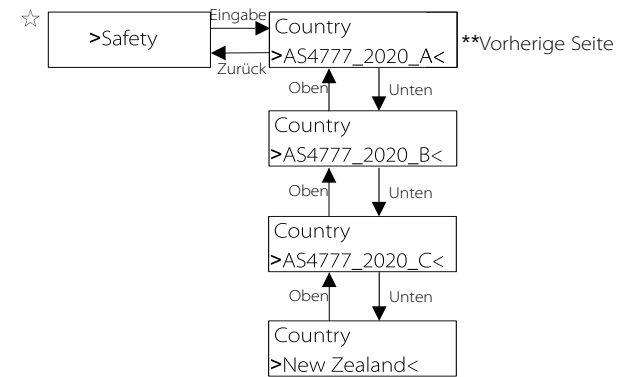 ☆
Eingabe
>Safety
Zurück
Country
>AS4777_2020_A<
**Vorherige Seite
Oben
Unten
Country
>AS4777_2020_B<
Oben
Unten
Country
>AS4777_2020_C<
Oben
Unten
Country
>New Zealand<